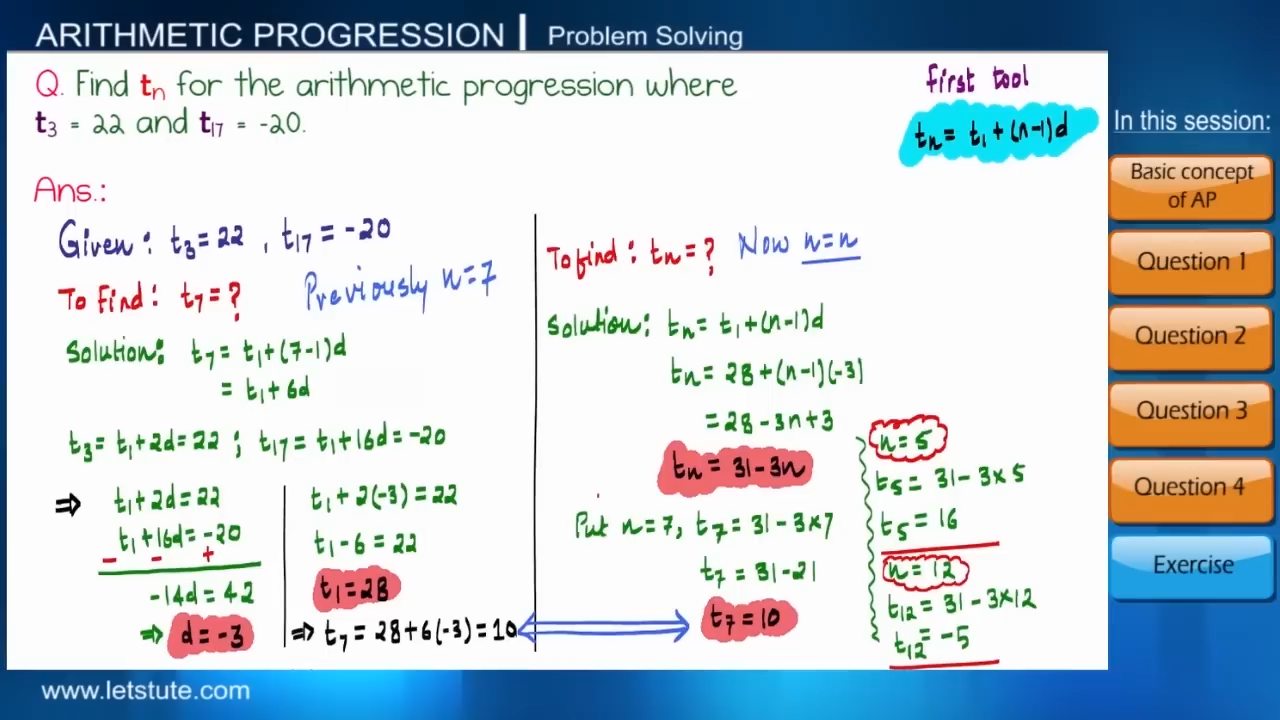 ARITHMETIC PROGRESSION | Problem Solving
Q. Find tn for the arithmetic progression where
t3 = 22 and t17 = -20.
first tool
tn = t1 + (n-1)d
Ans.:
Given: t3 = 22, t17 = -20
To find: t7 = ?
Previously n=7
Solution: t7 = t1 + (7-1)d
= t1 + 6d
t3 = t1 + 2d = 22 ; t17 = t1 + 16d = -20
⇒ t1 + 2d = 22
t1 + 16d = -20
- - +
-14d = 42
⇒ d = -3
t1 + 2(-3) = 22
t1 - 6 = 22
t1 = 28
⇒ t7 = 28 + 6(-3) = 10
To find: tn = ? Now n=n
Solution: tn = t1 + (n-1)d
tn = 28 + (n-1)(-3)
= 28 - 3n + 3
tn = 31 - 3n
Put n=7, t7 = 31 - 3×7
t7 = 31 - 21
t7 = 10
n = 5
t5 = 31 - 3×5
t5 = 16
n = 12
t12 = 31 - 3×12
t12 = -5
In this session:
Basic concept
of AP
Question 1
Question 2
Question 3
Question 4
Exercise
www.letstute.com